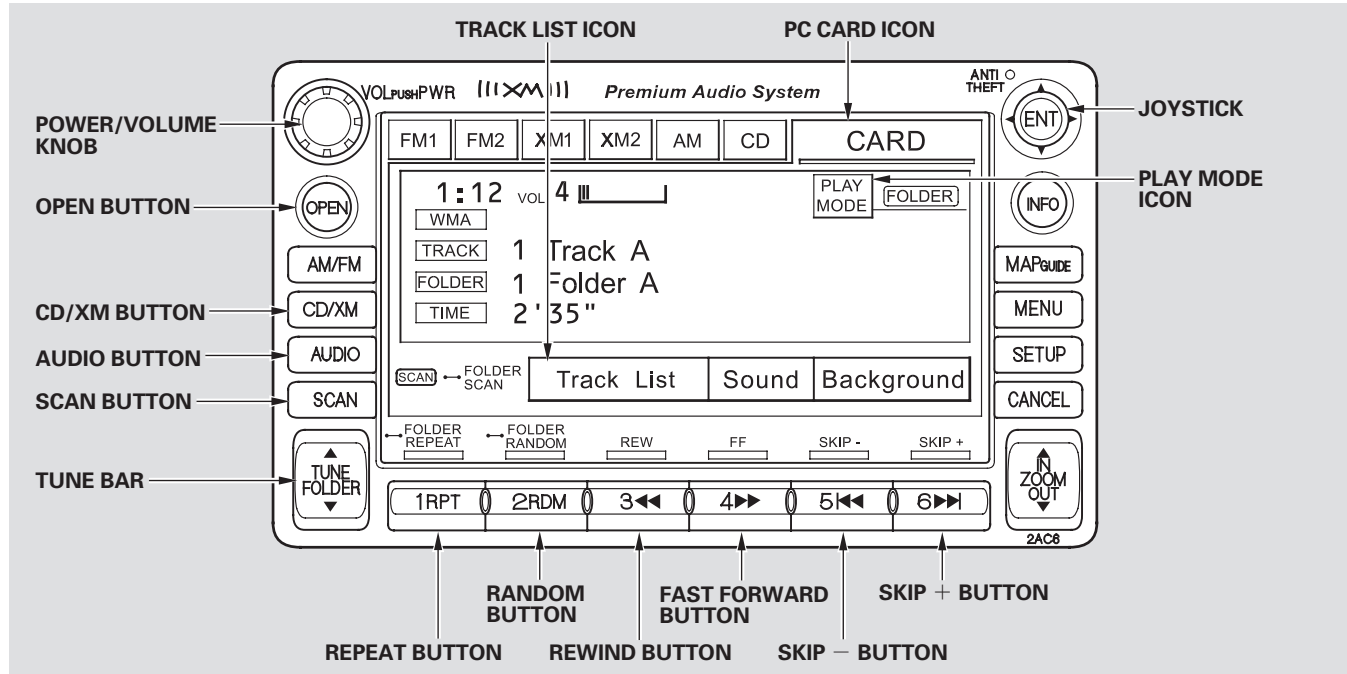 TRACK LIST ICON
PC CARD ICON
POWER/VOLUME
KNOB
OPEN BUTTON
CD/XM BUTTON
AUDIO BUTTON
SCAN BUTTON
TUNE BAR
JOYSTICK
PLAY MODE
ICON
VOL PUSH PWR
XM
Premium Audio System
ANTI
THEFT
ENT
OPEN
INFO
FM1
FM2
XM1
XM2
AM
CD
CARD
1:12
VOL 4
PLAY
MODE
FOLDER
WMA
TRACK 1 Track A
FOLDER 1 Folder A
TIME 2'35"
AM/FM
CD/XM
AUDIO
SCAN
MAP GUIDE
MENU
SETUP
CANCEL
SCAN
FOLDER
SCAN
Track List
Sound
Background
FOLDER
REPEAT
FOLDER
RANDOM
REW
FF
SKIP -
SKIP +
TUNE
FOLDER
IN
ZOOM
OUT
1RPT
2RDM
3◀◀
4▶▶
5|◀◀
6▶▶|
2AC6
RANDOM
BUTTON
FAST FORWARD
BUTTON
SKIP + BUTTON
REPEAT BUTTON
REWIND BUTTON
SKIP − BUTTON